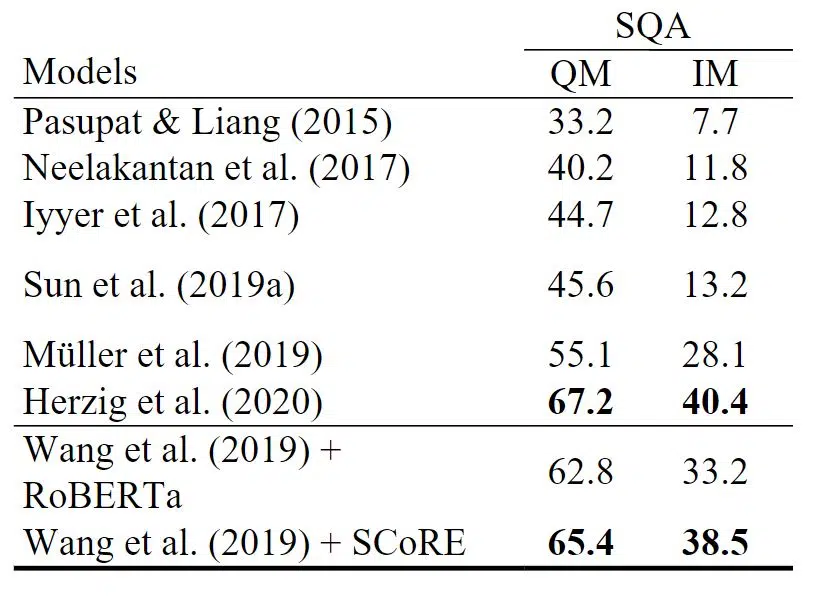 SQA
Models QM IM
Pasupat & Liang (2015) 33.2 7.7
Neelakantan et al. (2017) 40.2 11.8
Iyyer et al. (2017) 44.7 12.8
Sun et al. (2019a) 45.6 13.2
Müller et al. (2019) 55.1 28.1
Herzig et al. (2020) 67.2 40.4
Wang et al. (2019) +
RoBERTa 62.8 33.2
Wang et al. (2019) + SCoRE 65.4 38.5